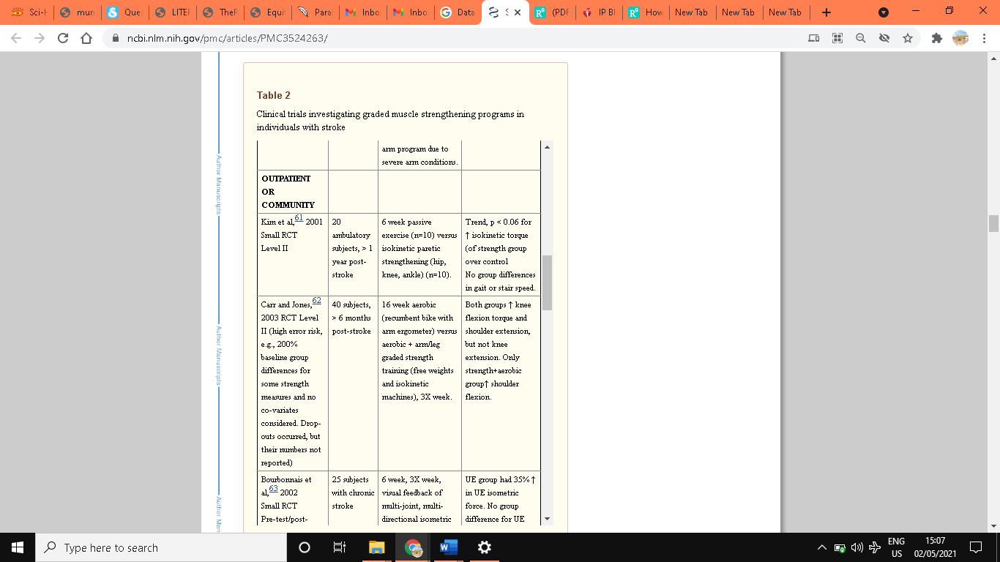 Sci-H
mun
Que
LITEF
TheF
Equit
Para
Inbo
Inbo
Data
S
(PDF
IP BI
How
New Tab
New Tab
New Tab
ncbi.nlm.nih.gov/pmc/articles/PMC3524263/
Author Manuscripts
Author Manuscripts
Author Man
Table 2
Clinical trials investigating graded muscle strengthening programs in
individuals with stroke
arm program due to
severe arm conditions.
OUTPATIENT
OR
COMMUNITY
Kim et al,61 2001
Small RCT
Level II
20
ambulatory
subjects, > 1
year post-
stroke
6 week passive
exercise (n=10) versus
isokinetic paretic
strengthening (hip,
knee, ankle) (n=10).
Trend, p < 0.06 for
↑ isokinetic torque
(of strength group
over control
No group differences
in gait or stair speed.
Carr and Jones,62
2003 RCT Level
II (high error risk,
e.g., 200%
baseline group
differences for
some strength
measures and no
co-variates
considered. Drop-
outs occurred, but
their numbers not
reported)
40 subjects,
> 6 months
post-stroke
16 week aerobic
(recumbent bike with
arm ergometer) versus
aerobic + arm/leg
graded strength
training (free weights
and isokinetic
machines), 3X week.
Both groups ↑ knee
flexion torque and
shoulder extension,
but not knee
extension. Only
strength+aerobic
group↑ shoulder
flexion.
Bourbonnais et
al,63 2002
Small RCT
Pre-test/post-
25 subjects
with chronic
stroke
6 week, 3X week,
visual feedback of
multi-joint, multi-
directional isometric
UE group had 35% ↑
in UE isometric
force. No group
difference for UE
Type here to search
ENG
US
15:07
02/05/2021